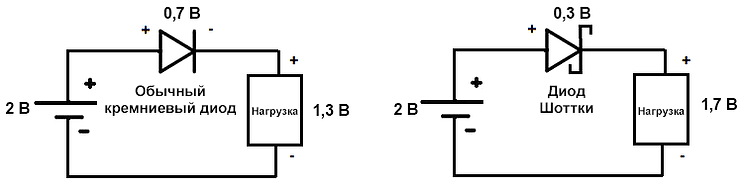 0,7 В
+ -
+
+
2 В
-
Обычный
кремниевый диод
Нагрузка
1,3 В
-
0,3 В
+ -
+
+
2 В
-
Диод
Шоттки
Нагрузка
1,7 В
-